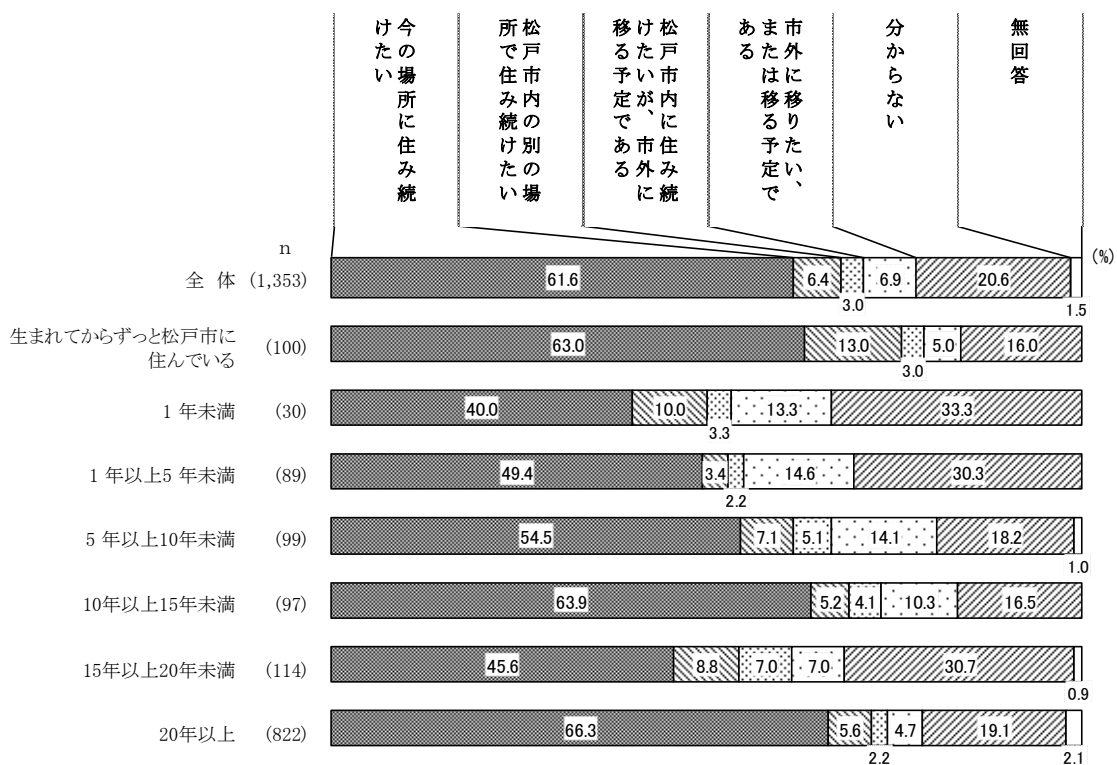 今の場所に住み続
けたい
松戸市内の別の場
所で住み続けたい
松戸市内に住み続
けたいが、市外に
移る予定である
市外に移りたい、
または移る予定で
ある
分からない
無回答
n
(%)
全 体 (1,353) 61.6 6.4 3.0 6.9 20.6 1.5
生まれてからずっと松戸市に
住んでいる
(100) 63.0 13.0 3.0 5.0 16.0
1 年未満 (30) 40.0 10.0 3.3 13.3 33.3
1 年以上5 年未満 (89) 49.4 3.4 2.2 14.6 30.3
5 年以上10年未満 (99) 54.5 7.1 5.1 14.1 18.2 1.0
10年以上15年未満 (97) 63.9 5.2 4.1 10.3 16.5
15年以上20年未満 (114) 45.6 8.8 7.0 7.0 30.7 0.9
20年以上 (822) 66.3 5.6 2.2 4.7 19.1 2.1